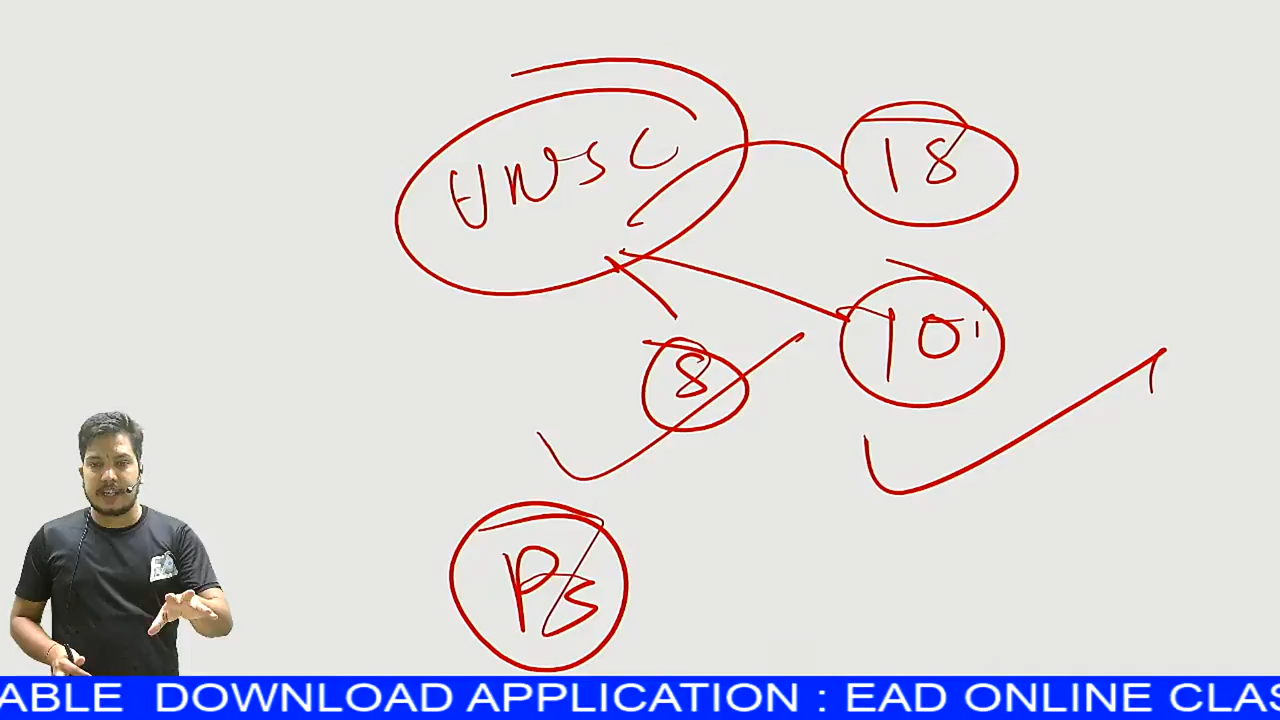 UNSC
18
10
8
P5
ABLE DOWNLOAD APPLICATION : EAD ONLINE CLAS